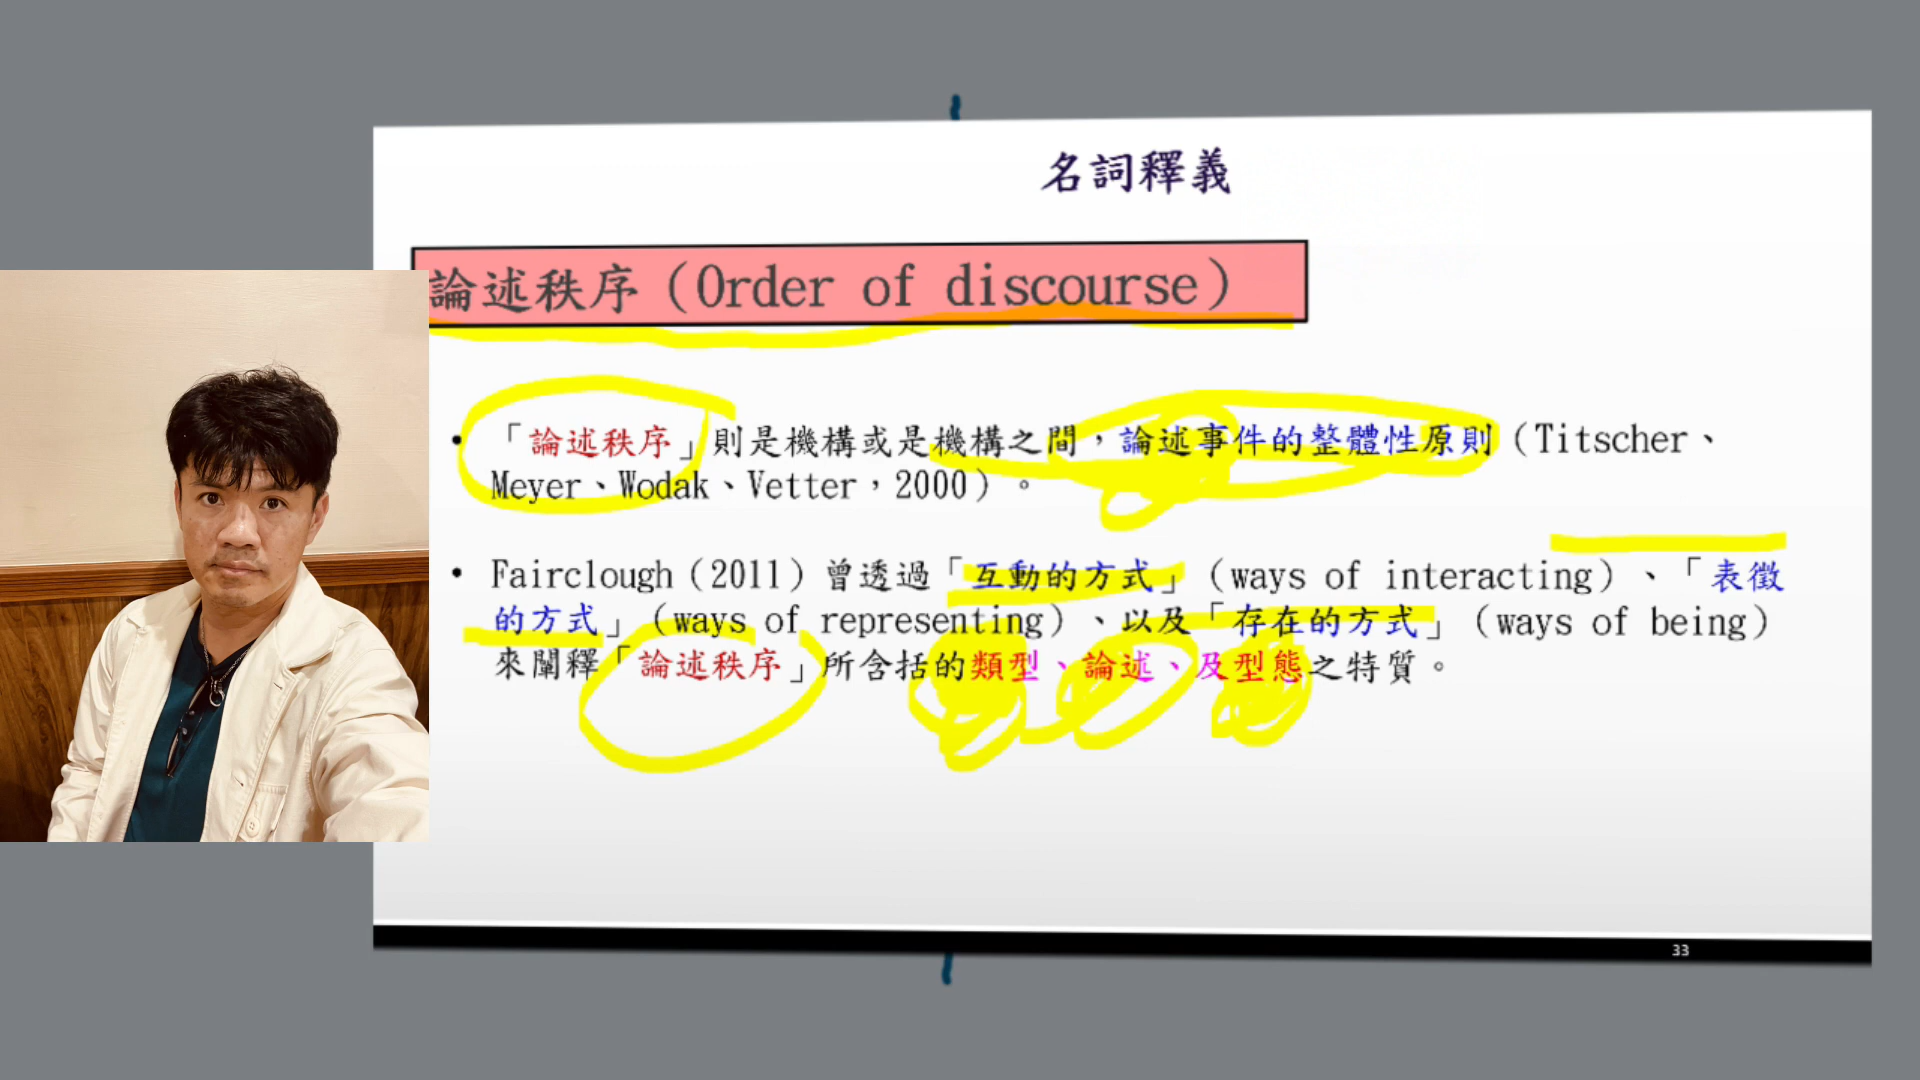 名詞釋義
論述秩序（Order of discourse）
•「論述秩序」則是機構或是機構之間，論述事件的整體性原則（Titscher、
Meyer、Wodak、Vetter，2000）。
• Fairclough（2011）曾透過「互動的方式」（ways of interacting）、「表徵
的方式」（ways of representing）、以及「存在的方式」（ways of being）
來闡釋「論述秩序」所含括的類型、論述、及型態之特質。
33